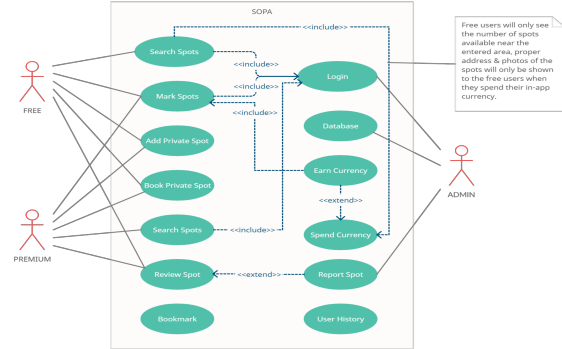 SOPA
<<include>>
Free users will only see
the number of spots
available near the
entered area, proper
address & photos of the
spots will only be shown
to the free users when
they spend their in-app
currency.
Search Spots
<<include>>
Login
<<include>>
Mark Spots
FREE
<<include>>
Database
Add Private Spot
Earn Currency
Book Private Spot
ADMIN
<<extend>>
Search Spots
<<include>>
Spend Currency
PREMIUM
Review Spot
<<extend>>
Report Spot
Bookmark
User History